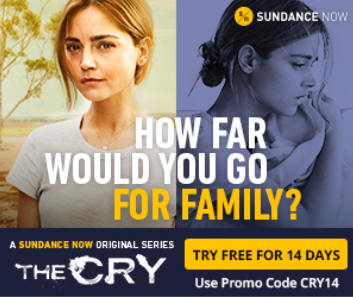 SUNDANCE NOW
HOW FAR
WOULD YOU GO
FOR FAMILY?
A SUNDANCE NOW ORIGINAL SERIES
THE CRY
TRY FREE FOR 14 DAYS
Use Promo Code CRY14